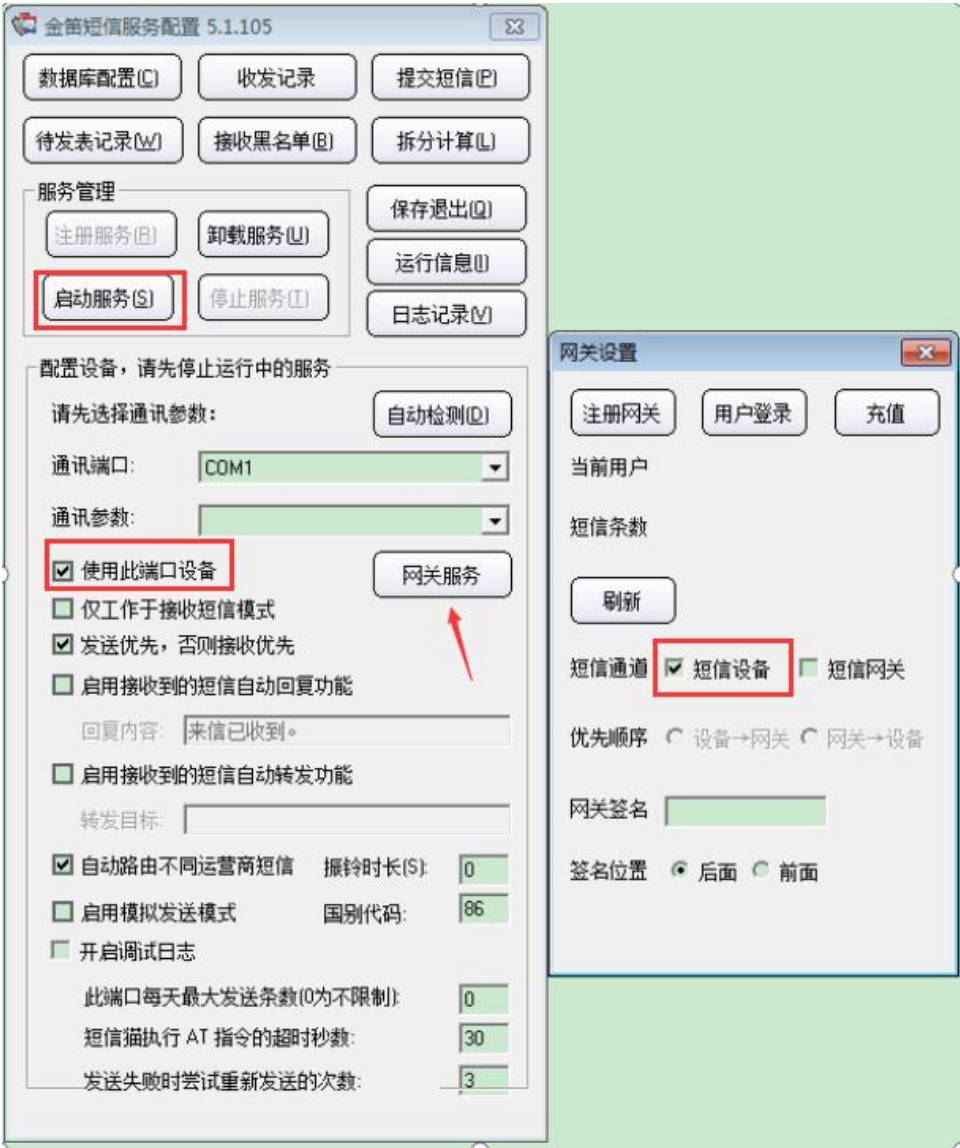 金笛短信服务配置 5.1.105
数据库配置(C) 收发记录 提交短信(P)
待发表记录(W) 接收黑名单(B) 拆分计算(L)
服务管理
注册服务(R) 卸载服务(U)
启动服务(S) 停止服务(T)
保存退出(Q)
运行信息(I)
日志记录(V)
配置设备，请先停止运行中的服务
请先选择通讯参数： 自动检测(D)
通讯端口: COM1
通讯参数:
使用此端口设备 网关服务
仅工作于接收短信模式
发送优先，否则接收优先
启用接收到的短信自动回复功能
回复内容: 来信已收到。
启用接收到的短信自动转发功能
转发目标:
自动路由不同运营商短信 振铃时长(S): 0
启用模拟发送模式 国别代码: 86
开启调试日志
此端口每天最大发送条数(0为不限制): 0
短信猫执行 AT 指令的超时秒数: 30
发送失败时尝试重新发送的次数: 3
网关设置
注册网关 用户登录 充值
当前用户
短信条数
刷新
短信通道 短信设备 短信网关
优先顺序 设备→网关 网关→设备
网关签名
签名位置 后面 前面